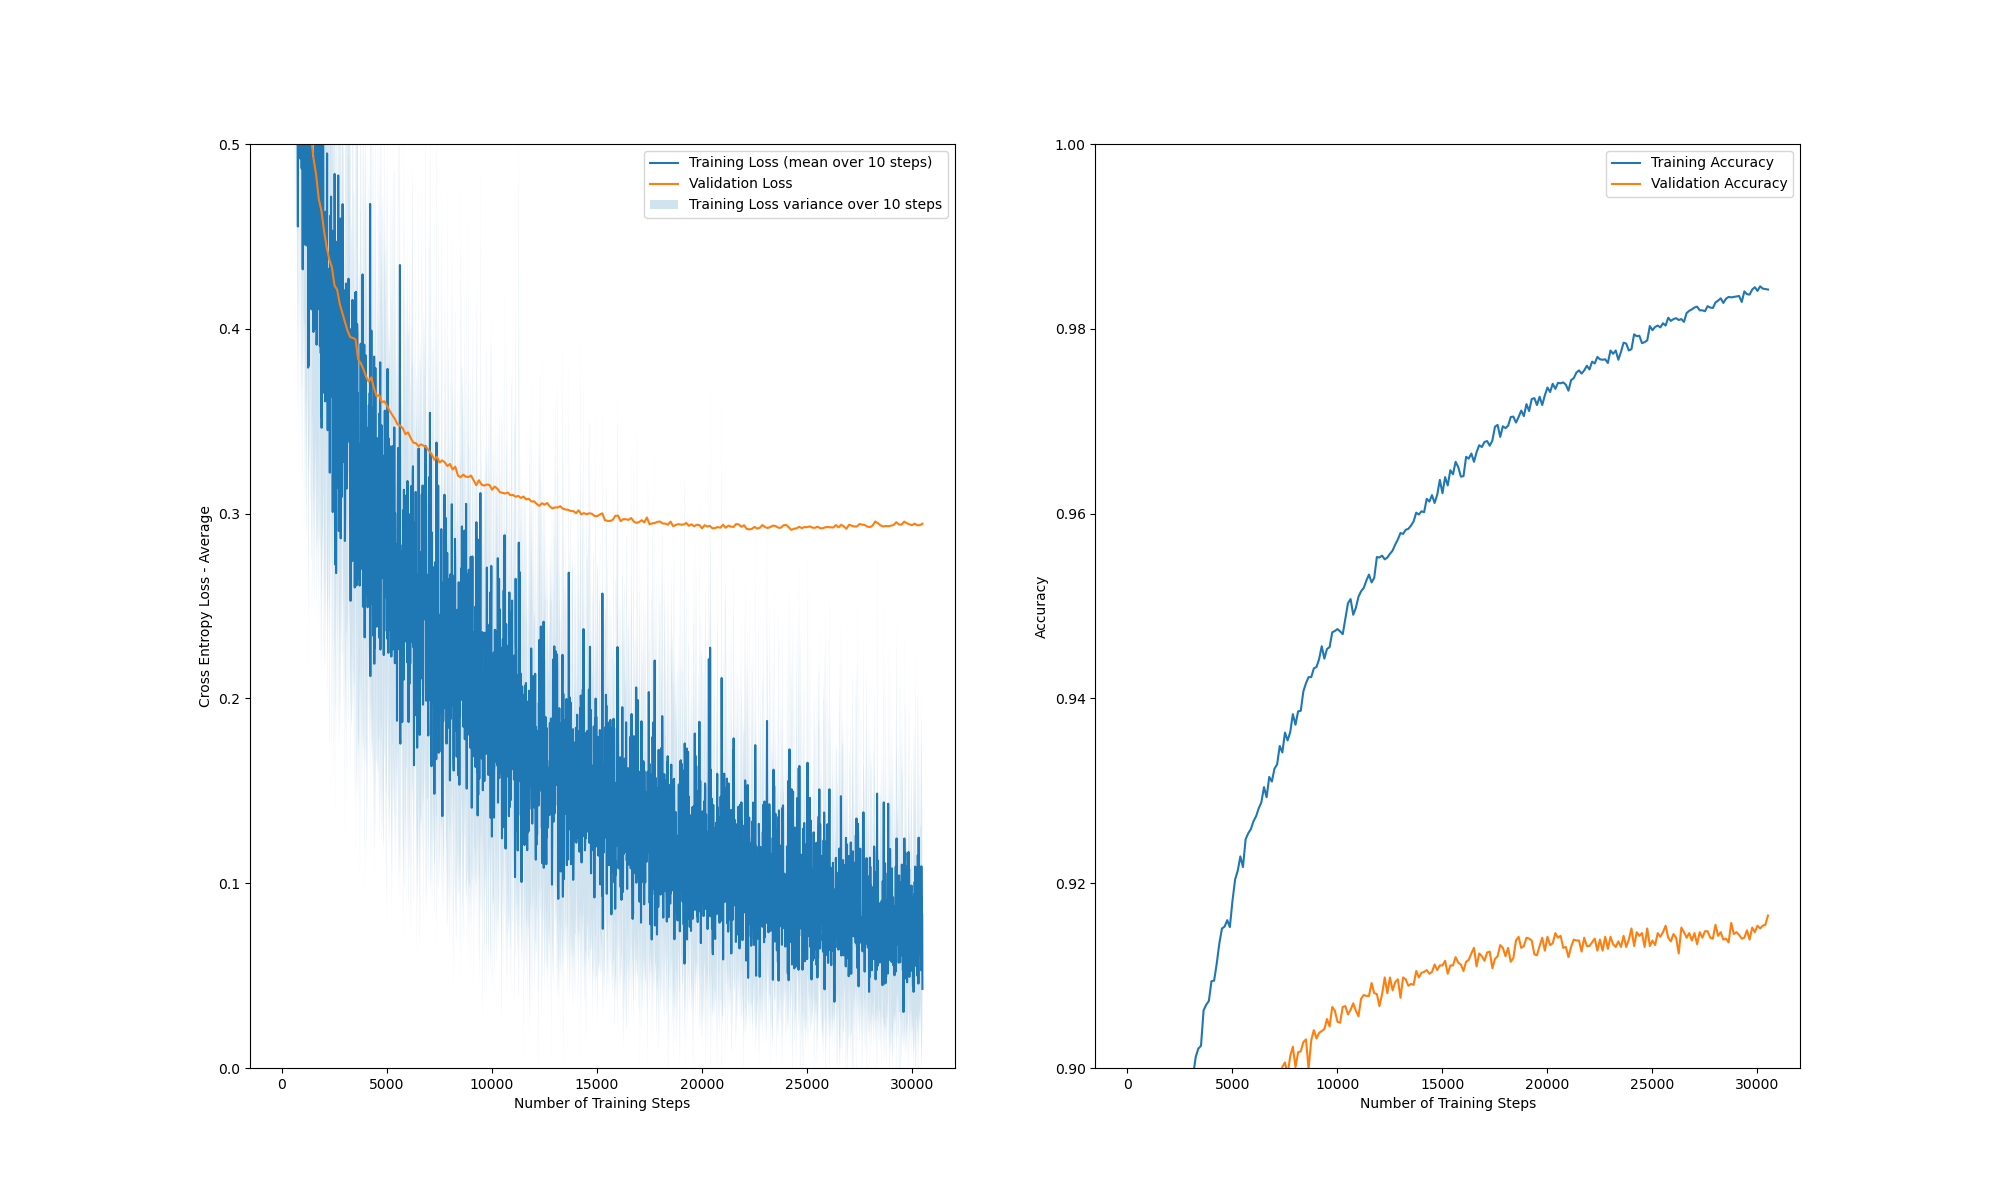 0.5
0.4
0.3
0.2
0.1
0.0
Cross Entropy Loss - Average
Training Loss (mean over 10 steps)
Validation Loss
Training Loss variance over 10 steps
0
5000
10000
15000
20000
25000
30000
Number of Training Steps
1.00
0.98
0.96
0.94
0.92
0.90
Accuracy
Training Accuracy
Validation Accuracy
0
5000
10000
15000
20000
25000
30000
Number of Training Steps